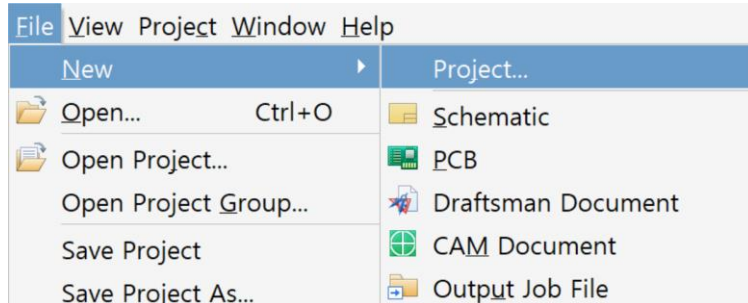 File View Project Window Help
New
Open... Ctrl+O
Open Project...
Open Project Group...
Save Project
Save Project As...
Project...
Schematic
PCB
Draftsman Document
CAM Document
Output Job File